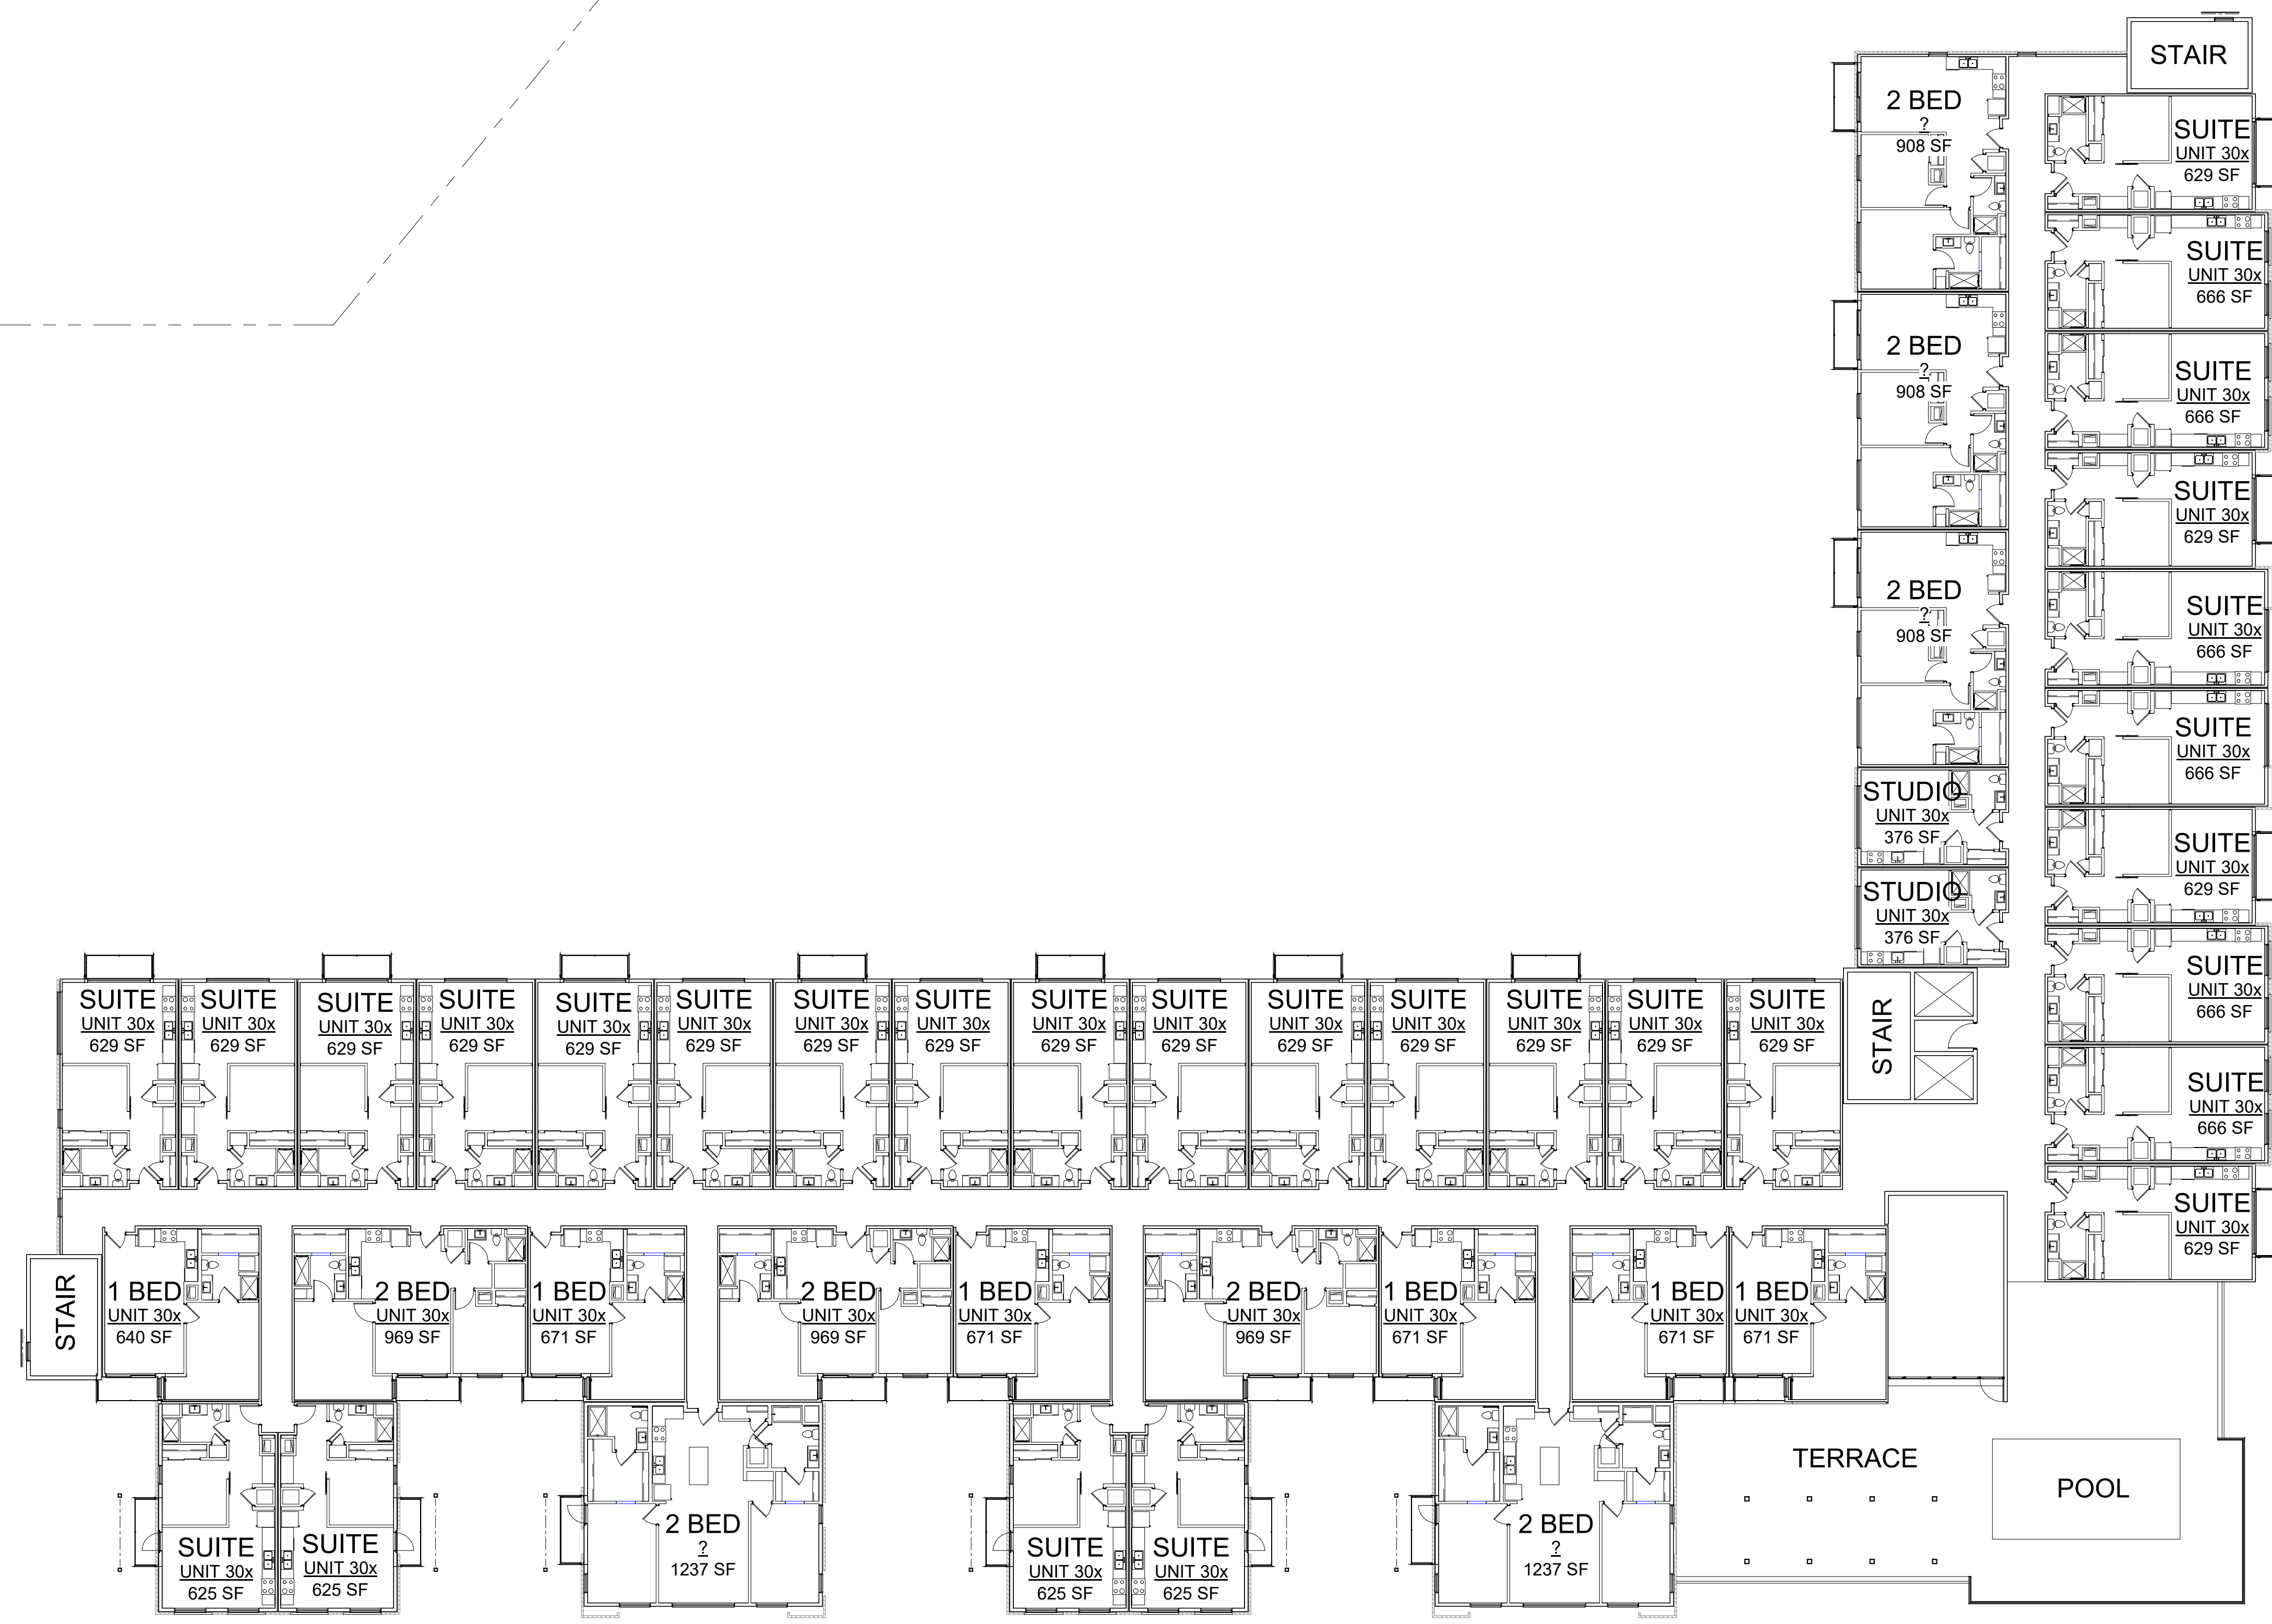 STAIR
2 BED
?
908 SF
SUITE
UNIT 30x
629 SF
SUITE
UNIT 30x
666 SF
2 BED
?
908 SF
SUITE
UNIT 30x
666 SF
SUITE
UNIT 30x
629 SF
2 BED
?
908 SF
SUITE
UNIT 30x
666 SF
SUITE
UNIT 30x
666 SF
STUDIO
UNIT 30x
376 SF
SUITE
UNIT 30x
629 SF
STUDIO
UNIT 30x
376 SF
SUITE
UNIT 30x
666 SF
SUITE
UNIT 30x
629 SF
SUITE
UNIT 30x
629 SF
SUITE
UNIT 30x
629 SF
SUITE
UNIT 30x
629 SF
SUITE
UNIT 30x
629 SF
SUITE
UNIT 30x
629 SF
SUITE
UNIT 30x
629 SF
SUITE
UNIT 30x
629 SF
SUITE
UNIT 30x
629 SF
SUITE
UNIT 30x
629 SF
SUITE
UNIT 30x
629 SF
SUITE
UNIT 30x
629 SF
SUITE
UNIT 30x
629 SF
SUITE
UNIT 30x
629 SF
SUITE
UNIT 30x
629 SF
STAIR
SUITE
UNIT 30x
666 SF
SUITE
UNIT 30x
629 SF
STAIR
1 BED
UNIT 30x
640 SF
2 BED
UNIT 30x
969 SF
1 BED
UNIT 30x
671 SF
2 BED
UNIT 30x
969 SF
1 BED
UNIT 30x
671 SF
2 BED
UNIT 30x
969 SF
1 BED
UNIT 30x
671 SF
1 BED
UNIT 30x
671 SF
1 BED
UNIT 30x
671 SF
TERRACE
POOL
SUITE
UNIT 30x
625 SF
SUITE
UNIT 30x
625 SF
2 BED
?
1237 SF
SUITE
UNIT 30x
625 SF
SUITE
UNIT 30x
625 SF
2 BED
?
1237 SF